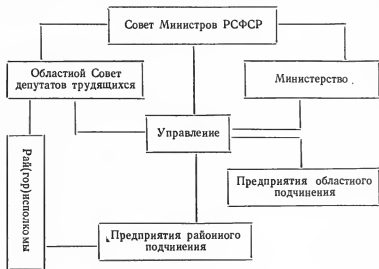 Совет Министров РСФСР
Областной Совет
депутатов трудящихся
Министерство
Управление
Рай(гор)исполкомы
Предприятия областного
подчинения
Предприятия районного
подчинения